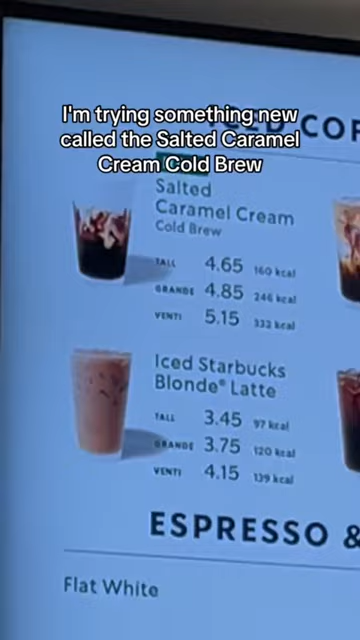 I'm trying something new
called the Salted Caramel
Cream Cold Brew
Salted
Caramel Cream
Cold Brew
TALL 4.65 160 kcal
GRANDE 4.85 246 kcal
VENTI 5.15 333 kcal
Iced Starbucks
Blonde® Latte
TALL 3.45 97 kcal
GRANDE 3.75 120 kcal
VENTI 4.15 139 kcal
ESPRESSO &
Flat White